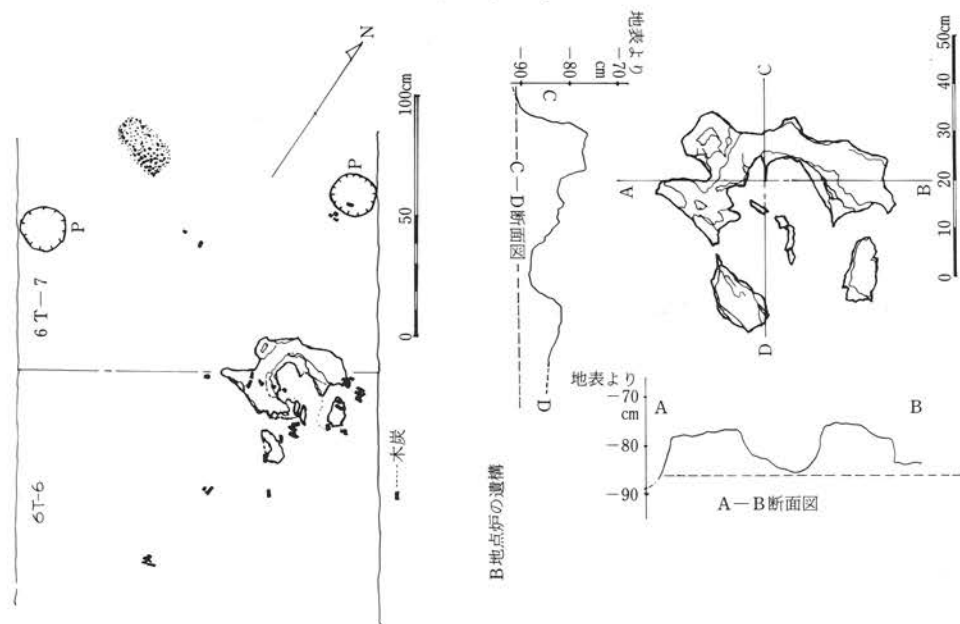 N
100cm
50
0
P
P
6T－7
6T-6
……木炭
B地点炉の遺構
地表より
－70
－80
－90
cm
C
C－D断面図
D
C
A
B
D
50cm
40
30
20
10
0
地表より
－70
cm
－80
－90
A
B
A－B断面図